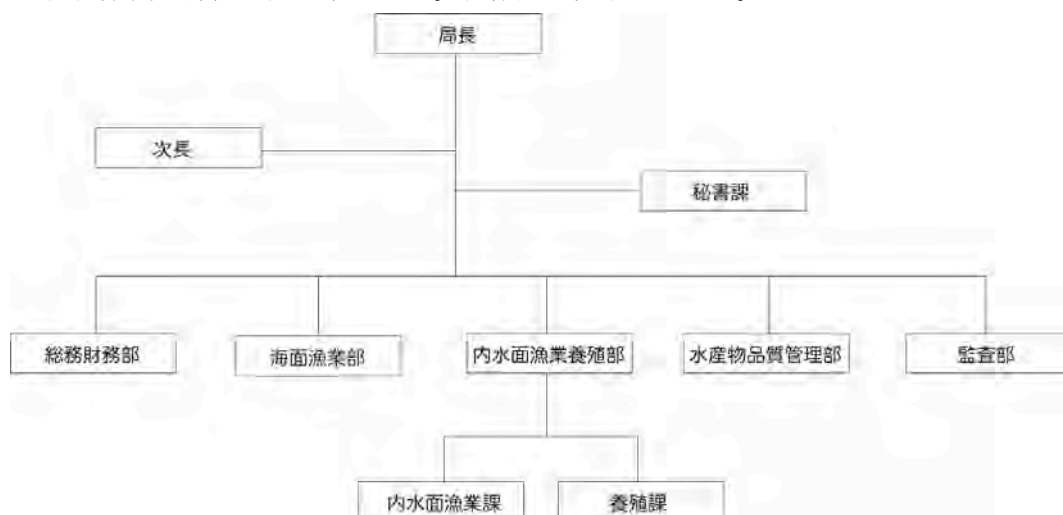 局長
次長
秘書課
総務財務部
海面漁業部
内水面漁業養殖部
水産物品質管理部
監査部
内水面漁業課
養殖課